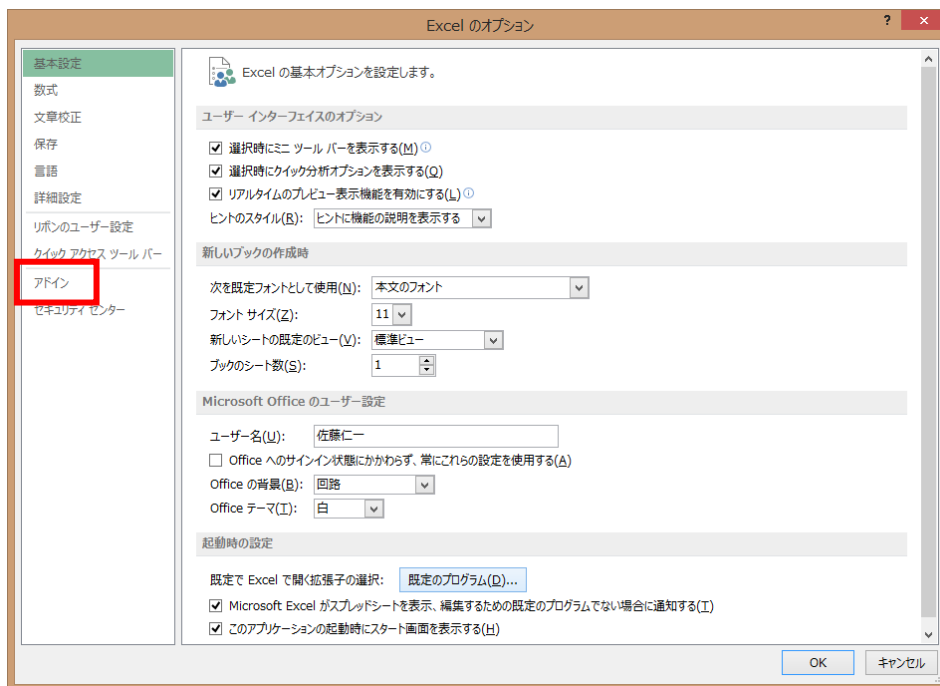 Excel のオプション
? ×
基本設定
数式
文章校正
保存
言語
詳細設定
リボンのユーザー設定
クイック アクセス ツール バー
アドイン
セキュリティ センター
Excel の基本オプションを設定します。
ユーザー インターフェイスのオプション
選択時にミニ ツール バーを表示する(M)
選択時にクイック分析オプションを表示する(Q)
リアルタイムのプレビュー表示機能を有効にする(L)
ヒントのスタイル(R): ヒントに機能の説明を表示する
新しいブックの作成時
次を既定フォントとして使用(N): 本文のフォント
フォント サイズ(Z): 11
新しいシートの既定のビュー(V): 標準ビュー
ブックのシート数(S): 1
Microsoft Office のユーザー設定
ユーザー名(U): 佐藤仁一
Office へのサインイン状態にかかわらず、常にこれらの設定を使用する(A)
Office の背景(B): 回路
Office テーマ(T): 白
起動時の設定
既定で Excel で開く拡張子の選択: 既定のプログラム(D)...
Microsoft Excel がスプレッドシートを表示、編集するための既定のプログラムでない場合に通知する(T)
このアプリケーションの起動時にスタート画面を表示する(H)
OK キャンセル